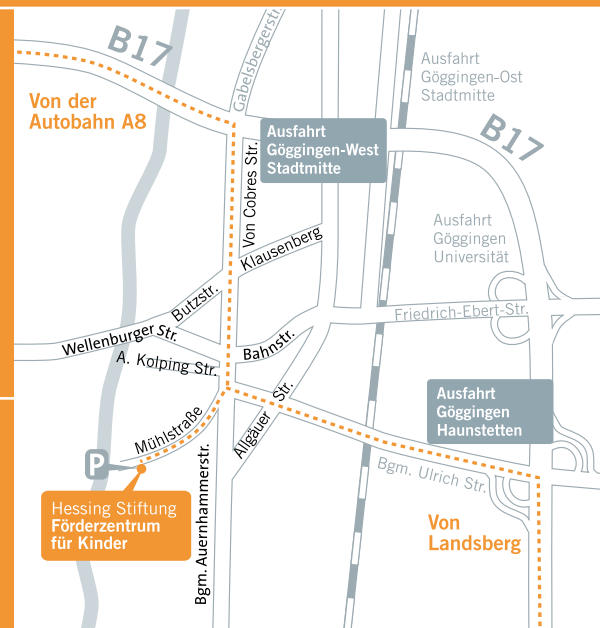 B17
Gabelsbergerstr.
Ausfahrt
Göggingen-Ost
Stadtmitte
Von der
Autobahn A8
Ausfahrt
Göggingen-West
Stadtmitte
B17
Von Cobres Str.
Klausenberg
Ausfahrt
Göggingen
Universität
Butzstr.
Friedrich-Ebert-Str.
Wellenburger Str.
Bahnstr.
A. Kolping Str.
Ausfahrt
Göggingen
Haunstetten
Mühlstraße
Allgäuer Str.
P
Bgm. Ulrich Str.
Bgm. Auernhammerstr.
Hessing Stiftung
Förderzentrum
für Kinder
Von
Landsberg